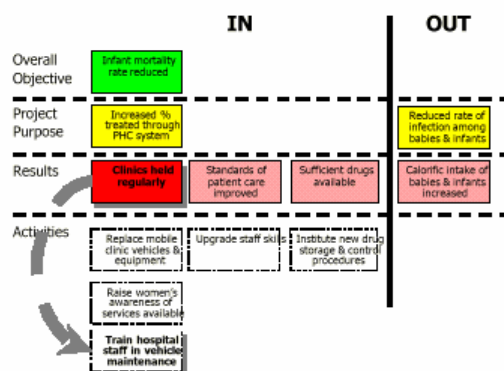 IN
OUT
Overall
Objective
Infant mortality
rate reduced
Project
Purpose
Increased %
treated through
PHC system
Reduced rate of
infection among
babies & infants
Results
Clinics held
regularly
Standards of
patient care
improved
Sufficient drugs
available
Calorific intake of
babies & infants
increased
Activities
Replace mobile
clinic vehicles &
equipment
Upgrade staff skills
Institute new drug
storage & control
procedures
Raise women's
awareness of
services available
Train hospital
staff in vehicle
maintenance